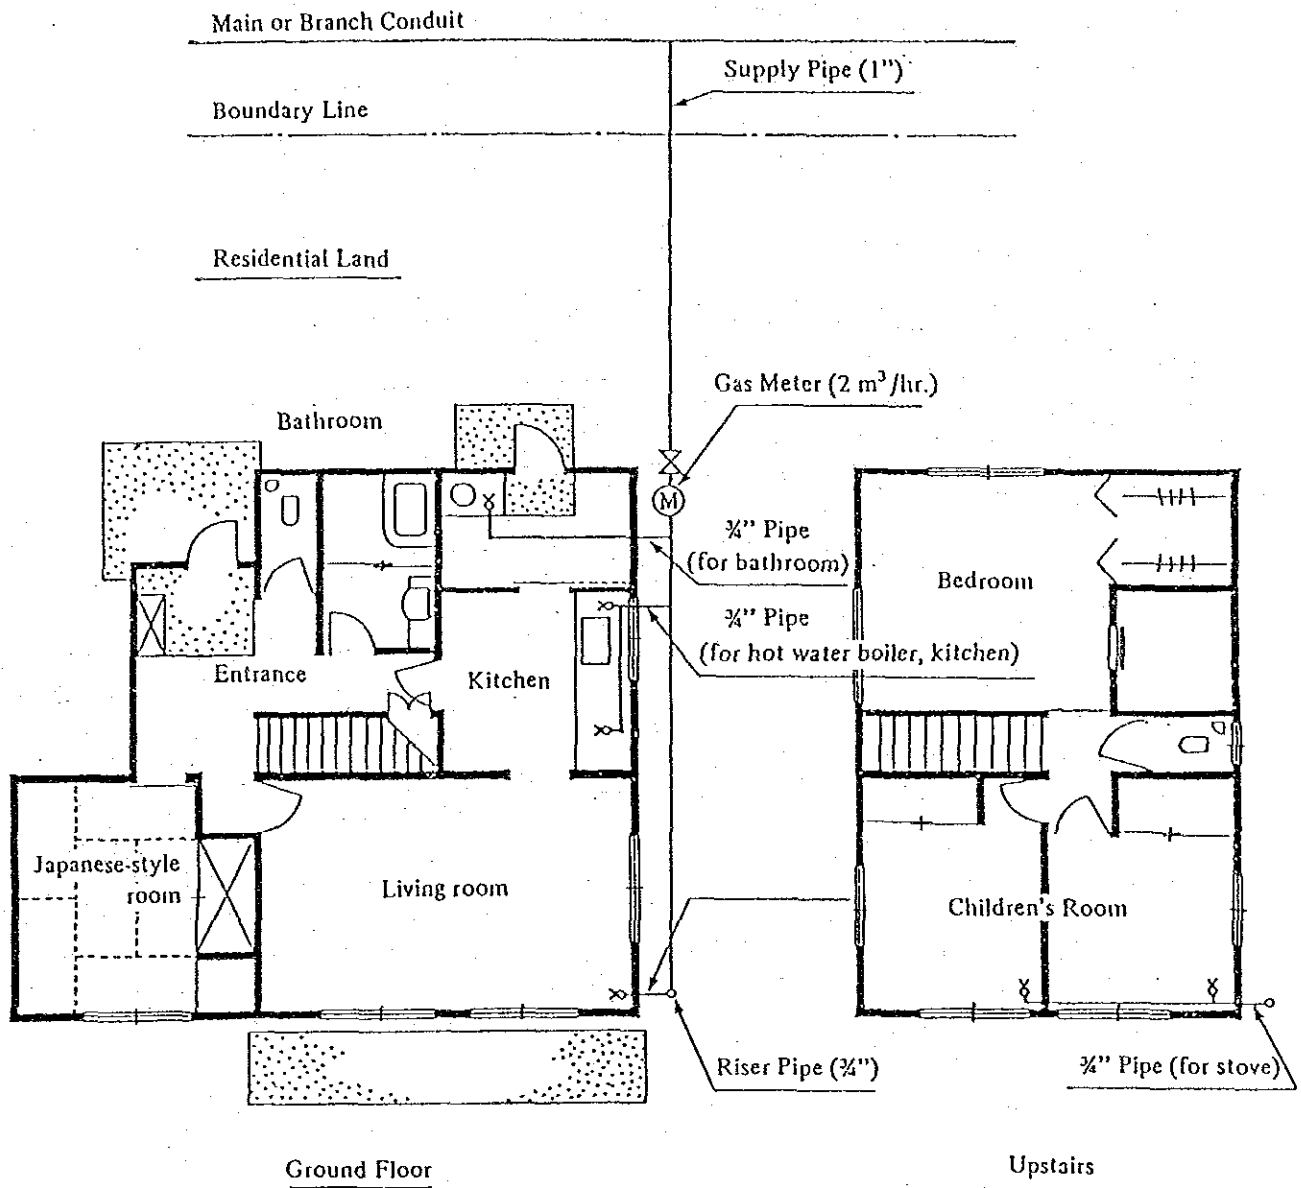 Main or Branch Conduit
Supply Pipe (1")
Boundary Line
Residential Land
Gas Meter (2 m³/hr.)
Bathroom
M
¾" Pipe
(for bathroom)
Bedroom
¾" Pipe
(for hot water boiler, kitchen)
Entrance
Kitchen
Japanese-style
room
Living room
Children's Room
Riser Pipe (¾")
¾" Pipe (for stove)
Ground Floor
Upstairs